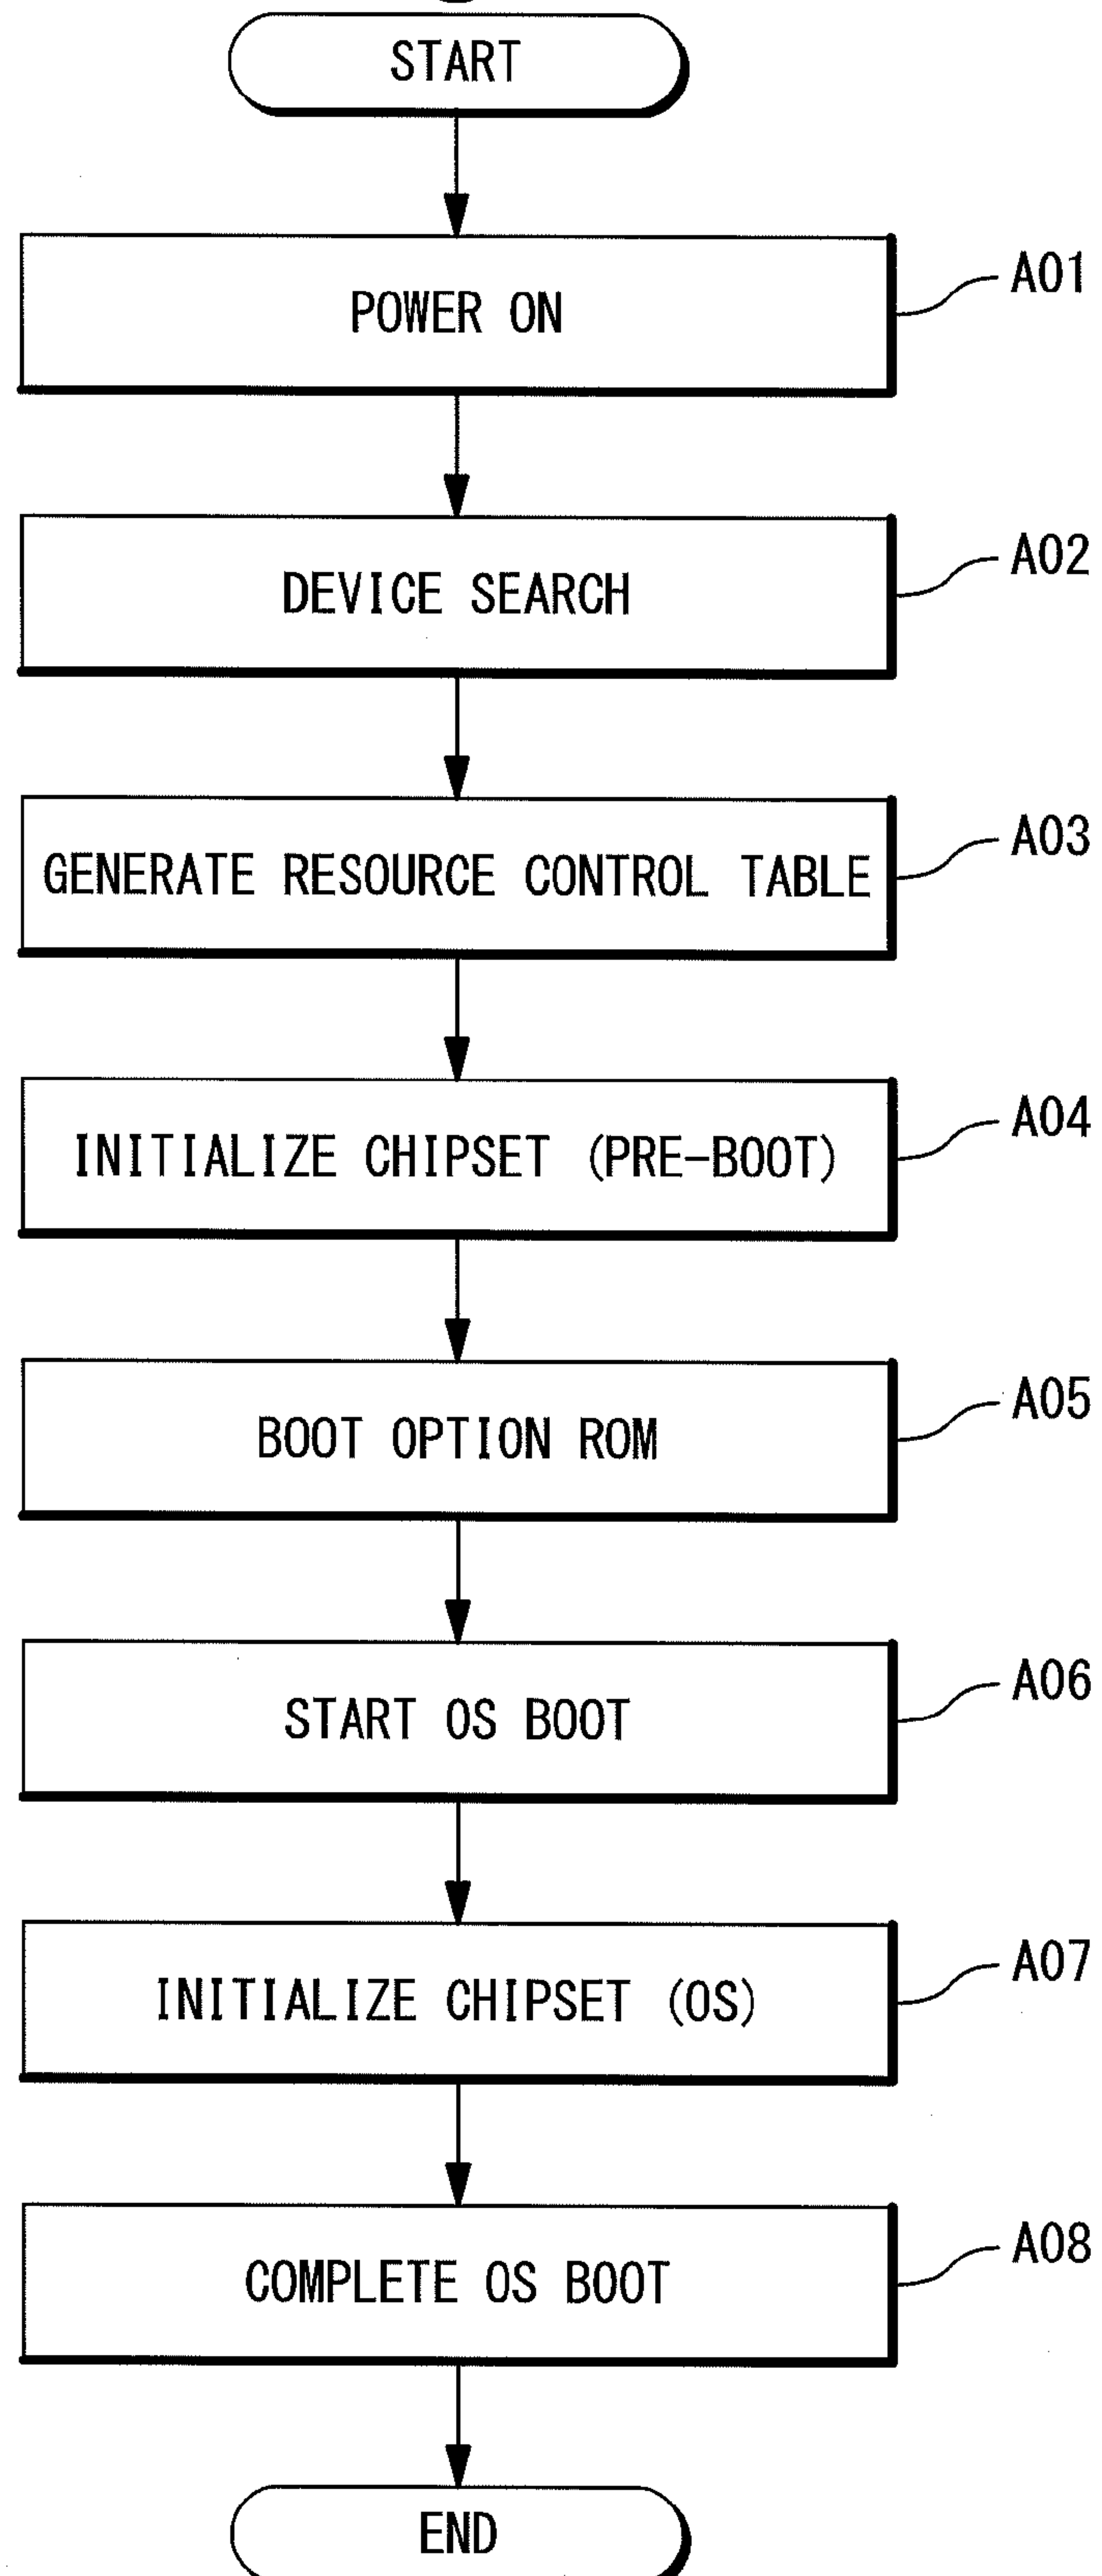 START
POWER ON
A01
DEVICE SEARCH
A02
GENERATE RESOURCE CONTROL TABLE
A03
INITIALIZE CHIPSET (PRE-BOOT)
A04
BOOT OPTION ROM
A05
START OS BOOT
A06
INITIALIZE CHIPSET (OS)
A07
COMPLETE OS BOOT
A08
END